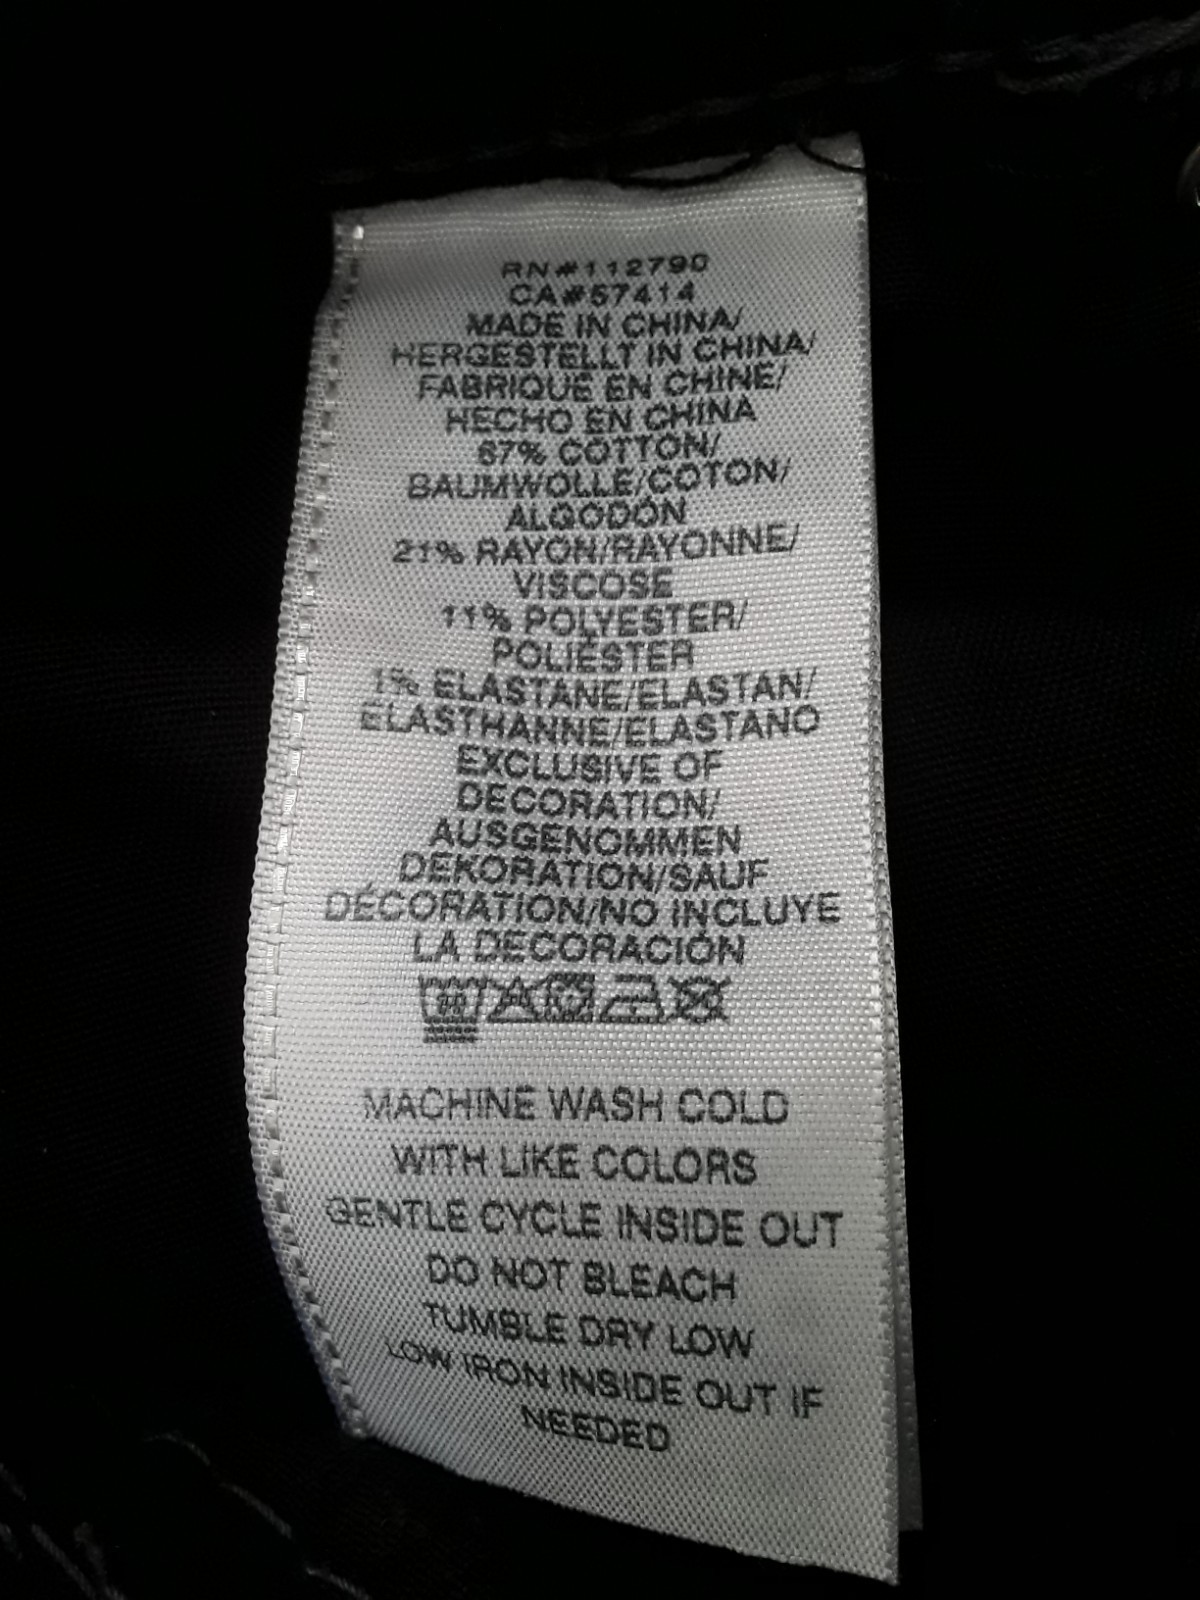 RN#112790
CA#57414
MADE IN CHINA/
HERGESTELLT IN CHINA/
FABRIQUÉ EN CHINE/
HECHO EN CHINA
67% COTTON/
BAUMWOLLE/COTON/
ALGODÓN
21% RAYON/RAYONNE/
VISCOSE
11% POLYESTER/
POLIÉSTER
1% ELASTANE/ELASTAN/
ELASTHANNE/ELASTANO
EXCLUSIVE OF
DECORATION/
AUSGENOMMEN
DEKORATION/SAUF
DÉCORATION/NO INCLUYE
LA DECORACIÓN
30
MACHINE WASH COLD
WITH LIKE COLORS
GENTLE CYCLE INSIDE OUT
DO NOT BLEACH
TUMBLE DRY LOW
LOW IRON INSIDE OUT IF
NEEDED